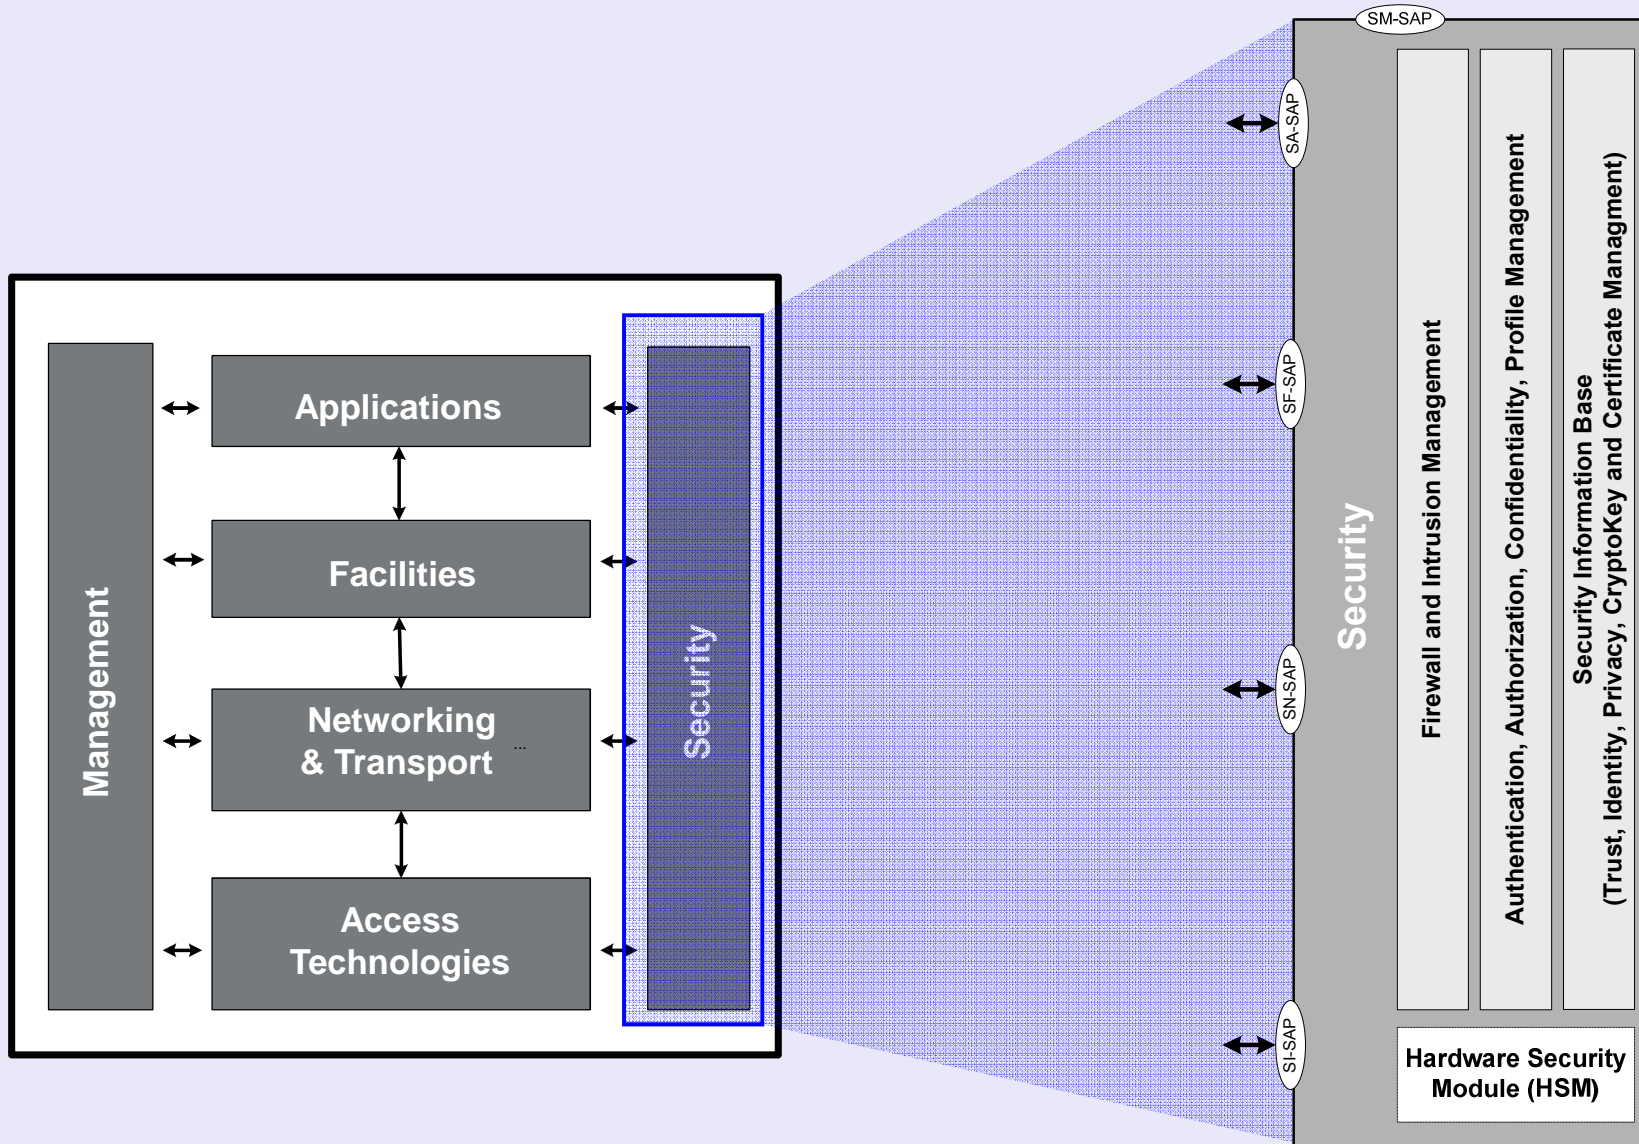 Management
Applications
Facilities
Networking
& Transport
...
Access
Technologies
Security
SM-SAP
SA-SAP
SF-SAP
SN-SAP
SI-SAP
Security
Firewall and Intrusion Management
Authentication, Authorization, Confidentiality, Profile Management
Security Information Base
(Trust, Identity, Privacy, CryptoKey and Certificate Managment)
Hardware Security
Module (HSM)